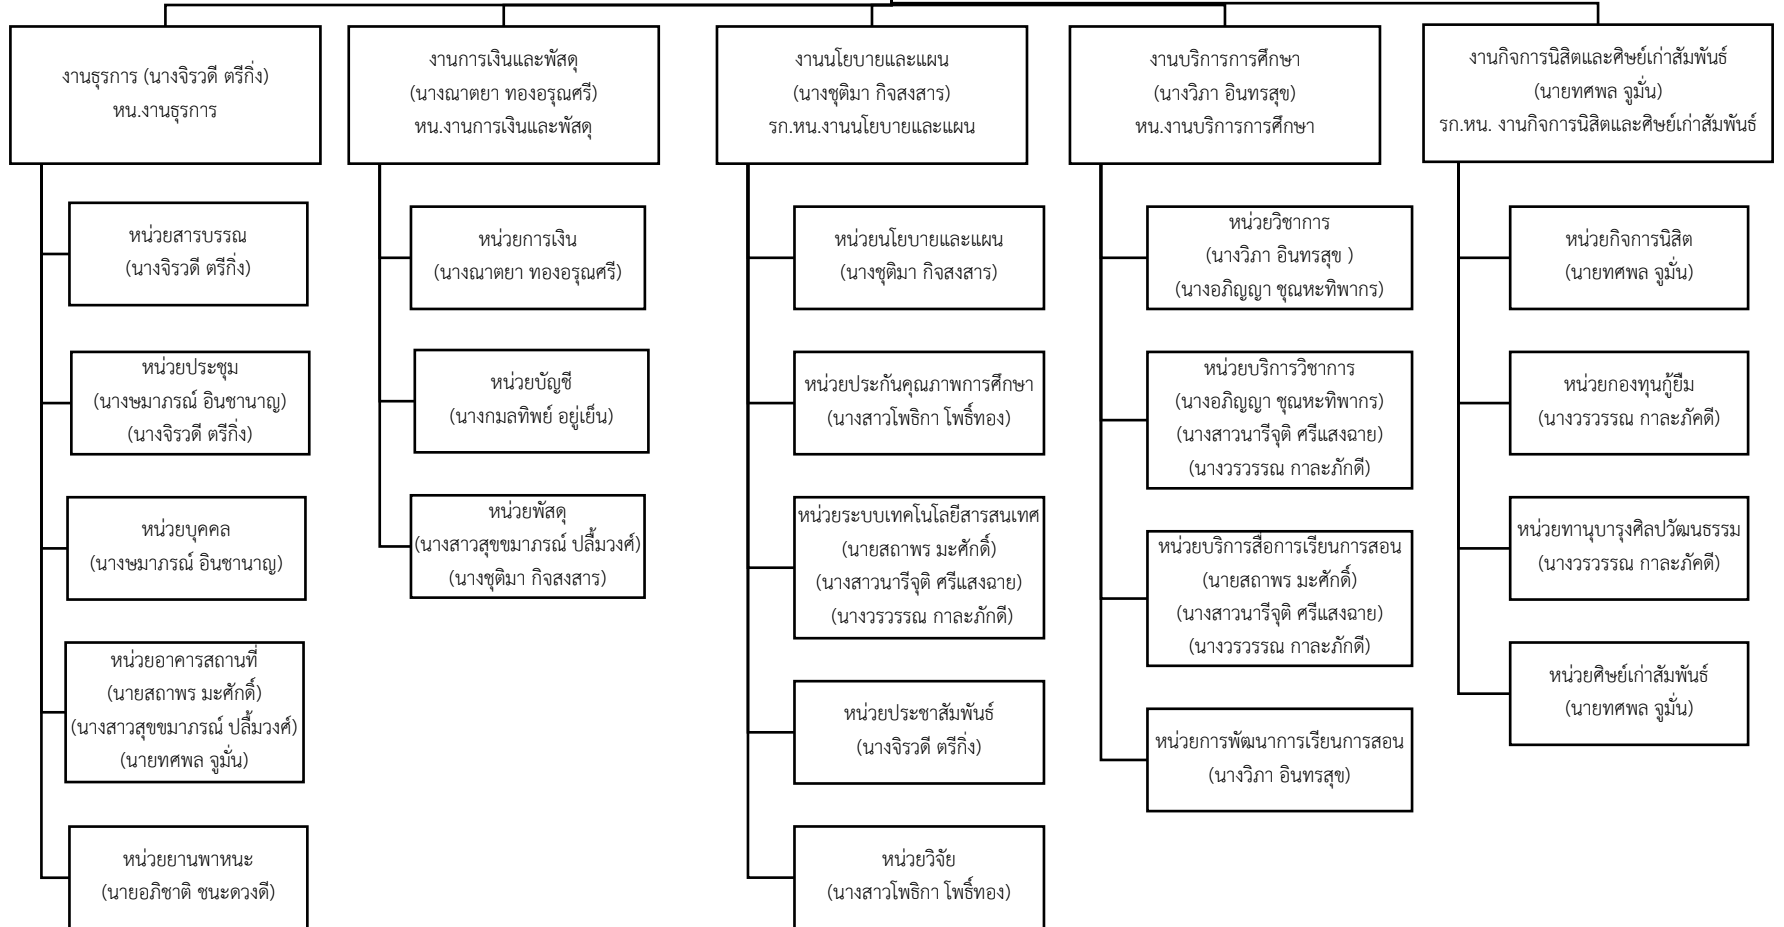 งานธุรการ (นางจิรวดี ตรีกิ่ง)
หน.งานธุรการ
หน่วยสารบรรณ
(นางจิรวดี ตรีกิ่ง)
หน่วยประชุม
(นางษมาภรณ์ อินชานาญ)
(นางจิรวดี ตรีกิ่ง)
หน่วยบุคคล
(นางษมาภรณ์ อินชานาญ)
หน่วยอาคารสถานที่
(นายสถาพร มะศักดิ์)
(นางสาวสุขขมาภรณ์ ปลื้มวงศ์)
(นายทศพล จูมั่น)
หน่วยยานพาหนะ
(นายอภิชาติ ชนะดวงดี)
งานการเงินและพัสดุ
(นางณาตยา ทองอรุณศรี)
หน.งานการเงินและพัสดุ
หน่วยการเงิน
(นางณาตยา ทองอรุณศรี)
หน่วยบัญชี
(นางกมลทิพย์ อยู่เย็น)
หน่วยพัสดุ
(นางสาวสุขขมาภรณ์ ปลื้มวงศ์)
(นางชุติมา กิจสงสาร)
งานนโยบายและแผน
(นางชุติมา กิจสงสาร)
รก.หน.งานนโยบายและแผน
หน่วยนโยบายและแผน
(นางชุติมา กิจสงสาร)
หน่วยประกันคุณภาพการศึกษา
(นางสาวโพธิกา โพธิ์ทอง)
หน่วยระบบเทคโนโลยีสารสนเทศ
(นายสถาพร มะศักดิ์)
(นางสาวนารีจุติ ศรีแสงฉาย)
(นางวรวรรณ กาละภักดี)
หน่วยประชาสัมพันธ์
(นางจิรวดี ตรีกิ่ง)
หน่วยวิจัย
(นางสาวโพธิกา โพธิ์ทอง)
งานบริการการศึกษา
(นางวิภา อินทรสุข)
หน.งานบริการการศึกษา
หน่วยวิชาการ
(นางวิภา อินทรสุข )
(นางอภิญญา ชุณหะทิพากร)
หน่วยบริการวิชาการ
(นางอภิญญา ชุณหะทิพากร)
(นางสาวนารีจุติ ศรีแสงฉาย)
(นางวรวรรณ กาละภักดี)
หน่วยบริการสื่อการเรียนการสอน
(นายสถาพร มะศักดิ์)
(นางสาวนารีจุติ ศรีแสงฉาย)
(นางวรวรรณ กาละภักดี)
หน่วยการพัฒนาการเรียนการสอน
(นางวิภา อินทรสุข)
งานกิจการนิสิตและศิษย์เก่าสัมพันธ์
(นายทศพล จูมั่น)
รก.หน. งานกิจการนิสิตและศิษย์เก่าสัมพันธ์
หน่วยกิจการนิสิต
(นายทศพล จูมั่น)
หน่วยกองทุนกู้ยืม
(นางวรวรรณ กาละภัคดี)
หน่วยทานุบารุงศิลปวัฒนธรรม
(นางวรวรรณ กาละภัคดี)
หน่วยศิษย์เก่าสัมพันธ์
(นายทศพล จูมั่น)